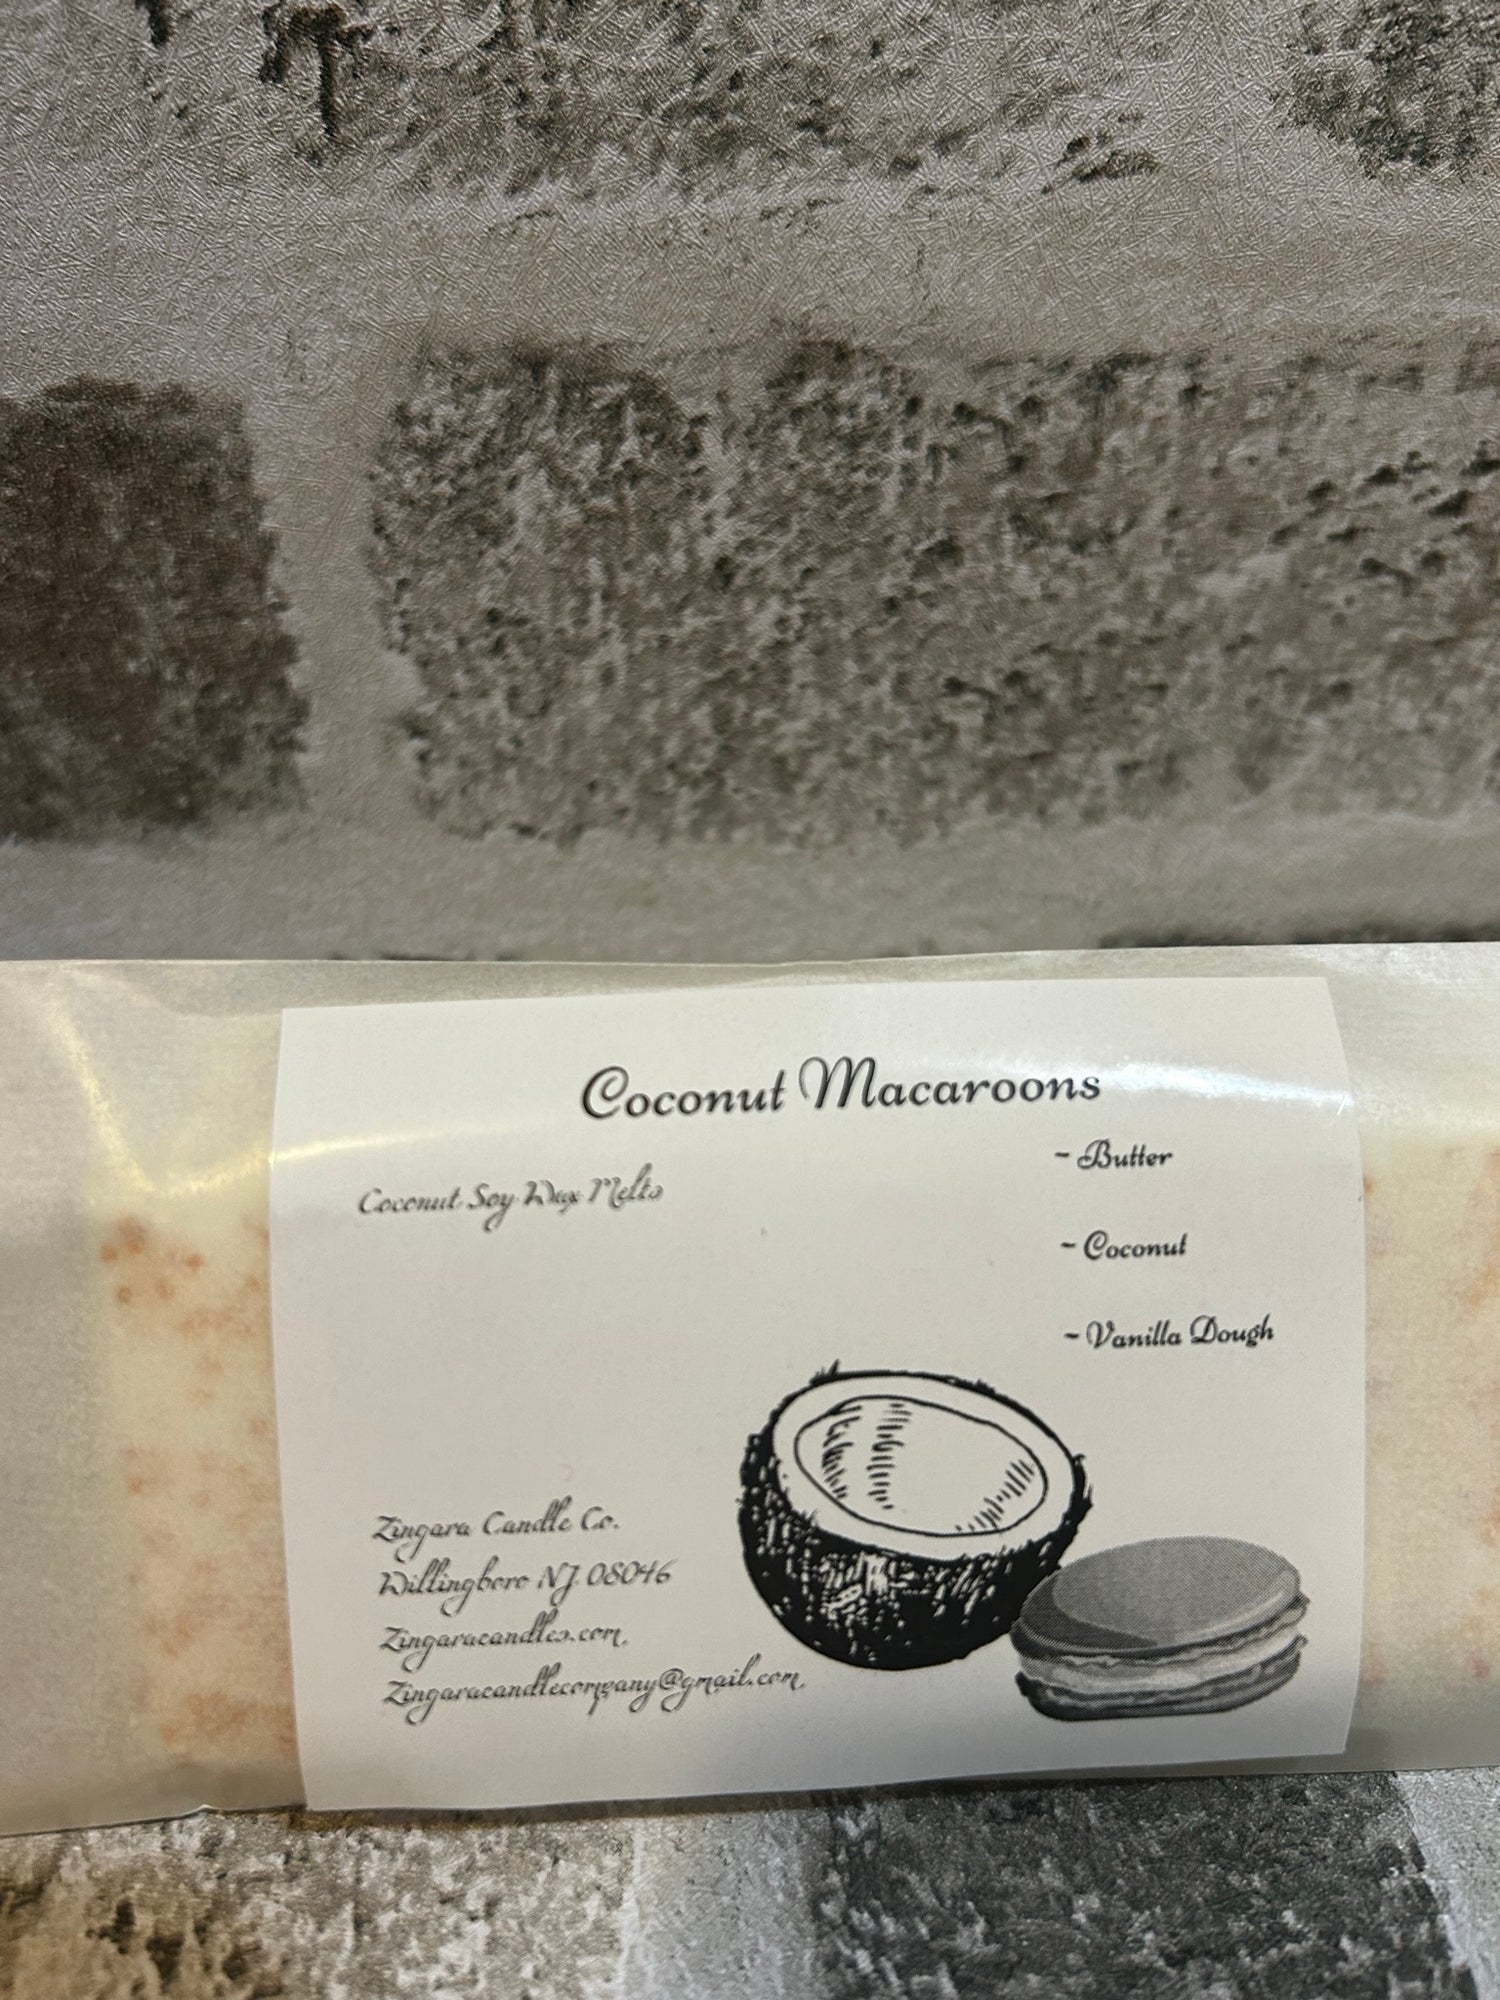 Coconut Macaroons
~ Butter
Coconut Soy Wax Melts
~ Coconut
~ Vanilla Dough
Zingara Candle Co.
Willingboro NJ 08046
Zingaracandles.com
Zingaracandlecompany@gmail.com